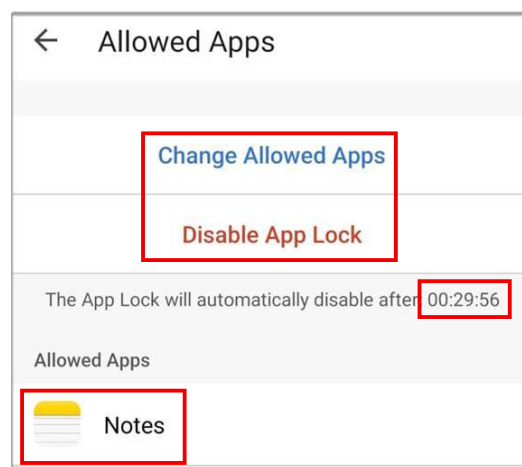 Allowed Apps
Change Allowed Apps
Disable App Lock
The App Lock will automatically disable after 00:29:56
Allowed Apps
Notes